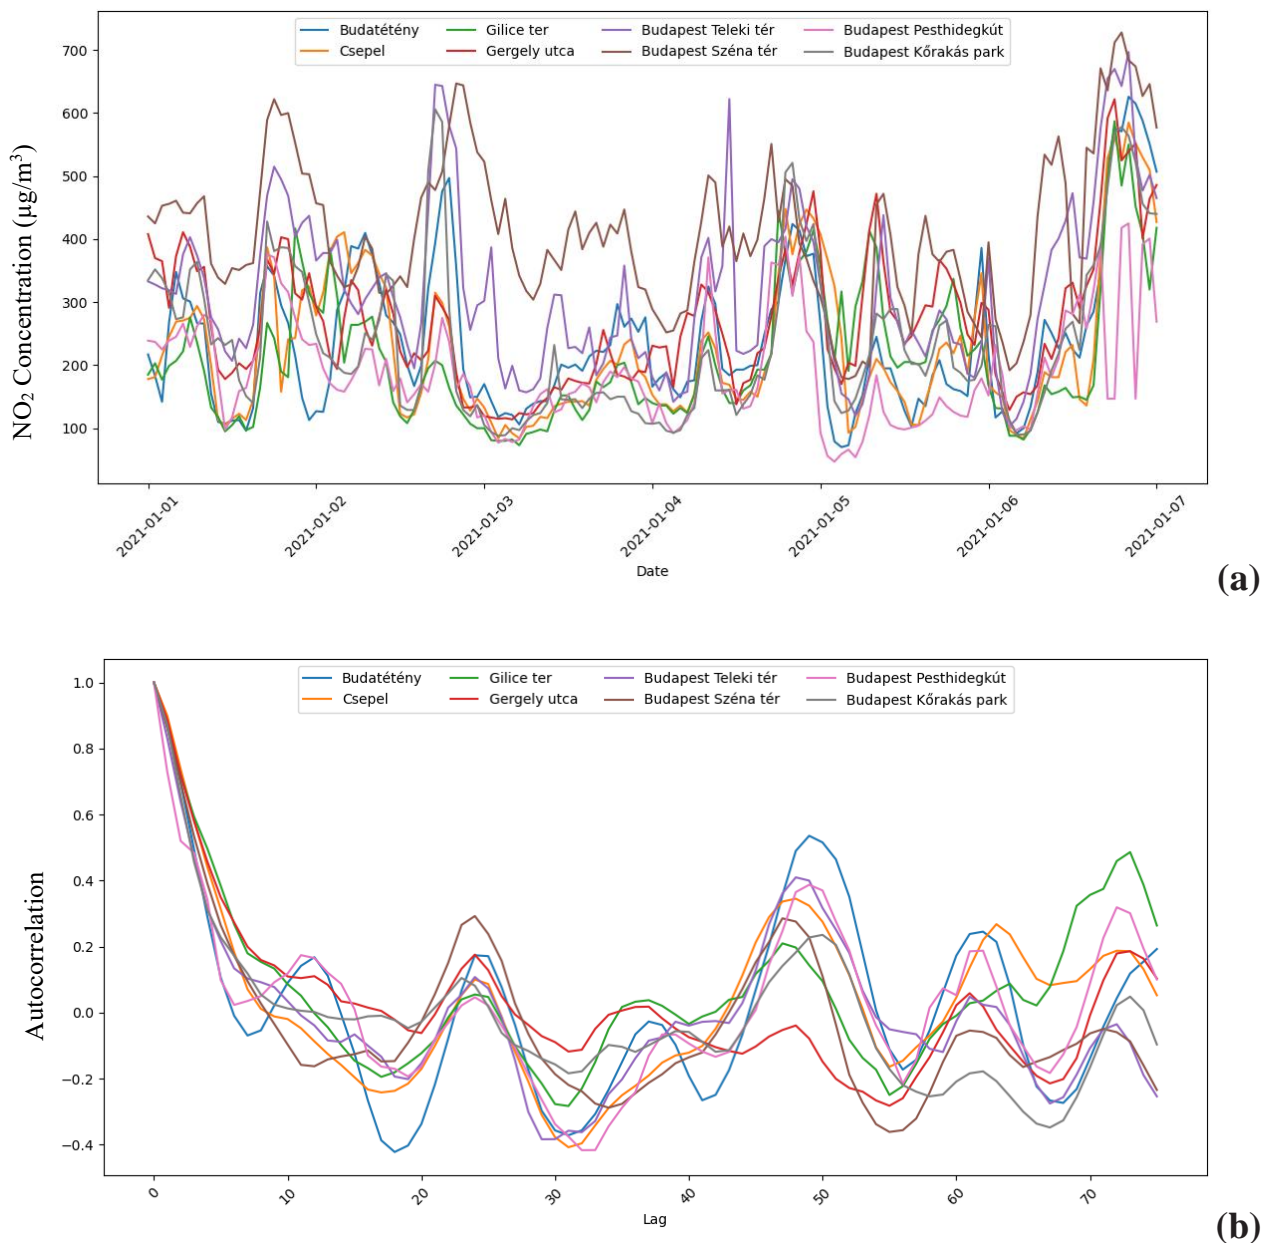 Budatétény Gilice ter Budapest Teleki tér Budapest Pesthidegkút
Csepel Gergely utca Budapest Széna tér Budapest Kőrakás park
NO₂ Concentration (µg/m³)
700
600
500
400
300
200
100
2021-01-01 2021-01-02 2021-01-03 2021-01-04 2021-01-05 2021-01-06 2021-01-07
Date
(a)
Budatétény Gilice ter Budapest Teleki tér Budapest Pesthidegkút
Csepel Gergely utca Budapest Széna tér Budapest Kőrakás park
Autocorrelation
1.0
0.8
0.6
0.4
0.2
0.0
−0.2
−0.4
0 10 20 30 40 50 60 70
Lag
(b)